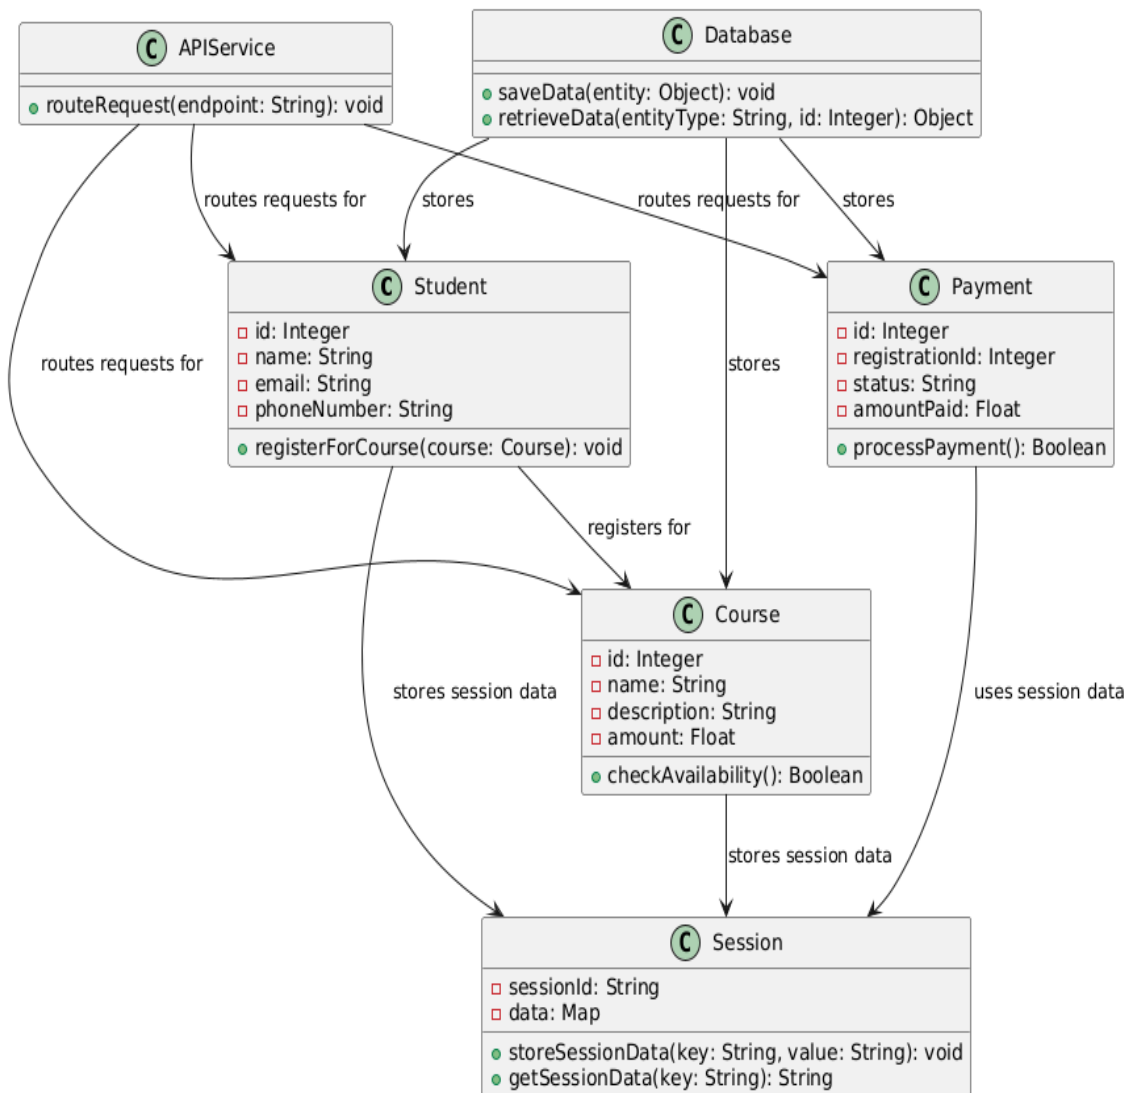 C APIService
routeRequest(endpoint: String): void
C Database
saveData(entity: Object): void
retrieveData(entityType: String, id: Integer): Object
routes requests for
stores
routes requests for
stores
C Student
id: Integer
name: String
email: String
phoneNumber: String
registerForCourse(course: Course): void
C Payment
id: Integer
registrationId: Integer
status: String
amountPaid: Float
processPayment(): Boolean
routes requests for
stores
registers for
C Course
id: Integer
name: String
description: String
amount: Float
checkAvailability(): Boolean
stores session data
uses session data
stores session data
C Session
sessionId: String
data: Map
storeSessionData(key: String, value: String): void
getSessionData(key: String): String